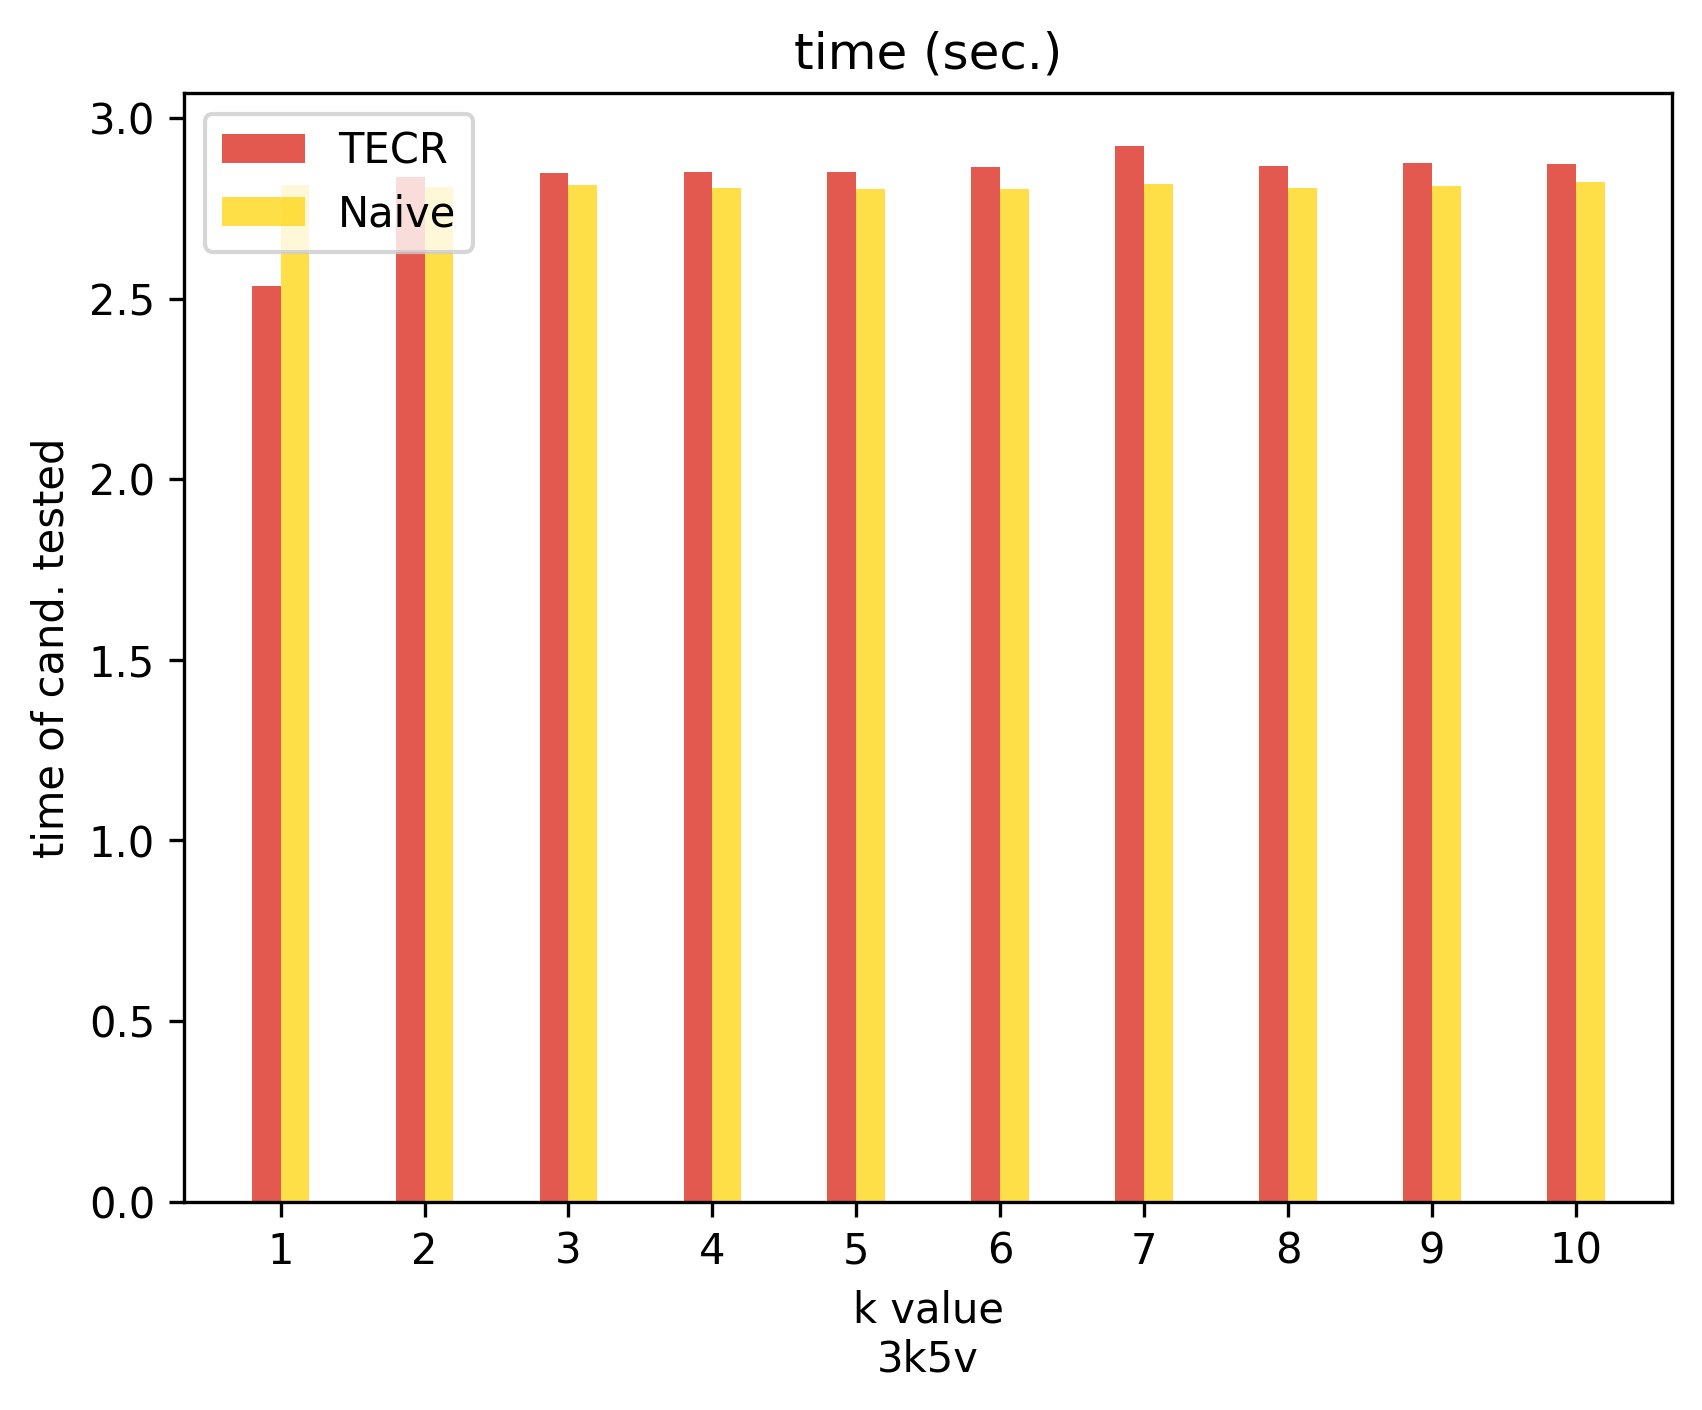 time (sec.)
TECR
Naive
time of cand. tested
3.0
2.5
2.0
1.5
1.0
0.5
0.0
1 2 3 4 5 6 7 8 9 10
k value
3k5v